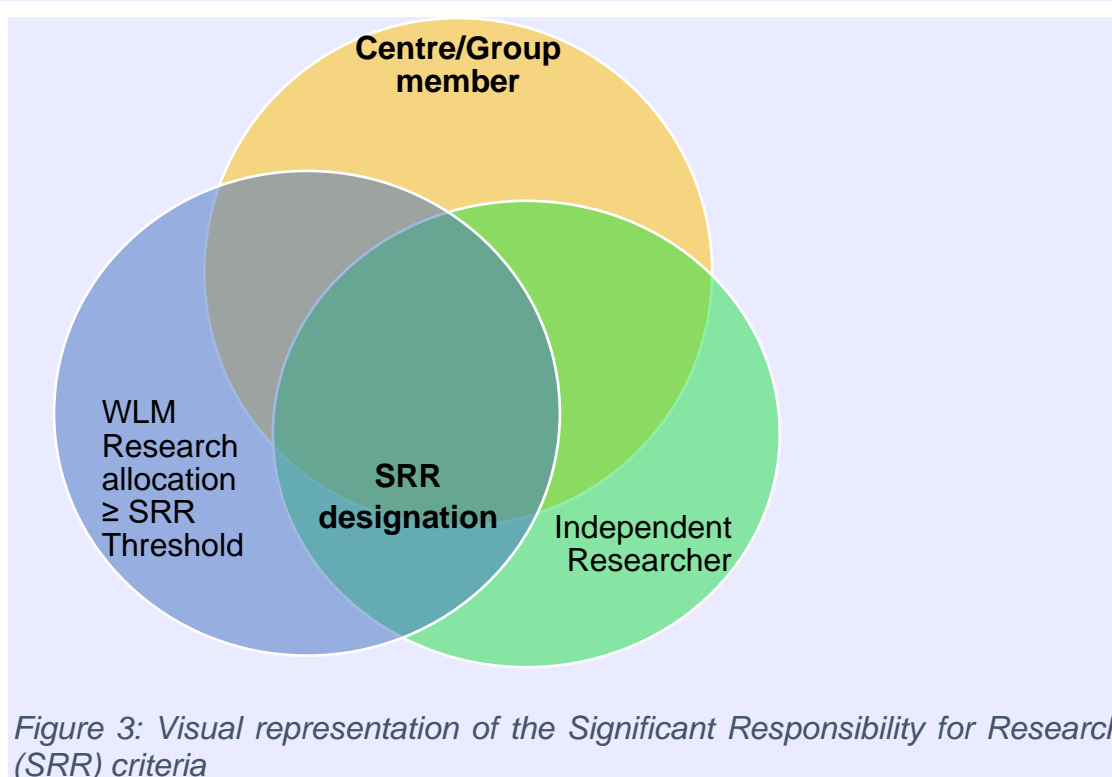 Centre/Group
member
WLM
Research
allocation
≥ SRR
Threshold
SRR
designation
Independent
Researcher
Figure 3: Visual representation of the Significant Responsibility for Research
(SRR) criteria